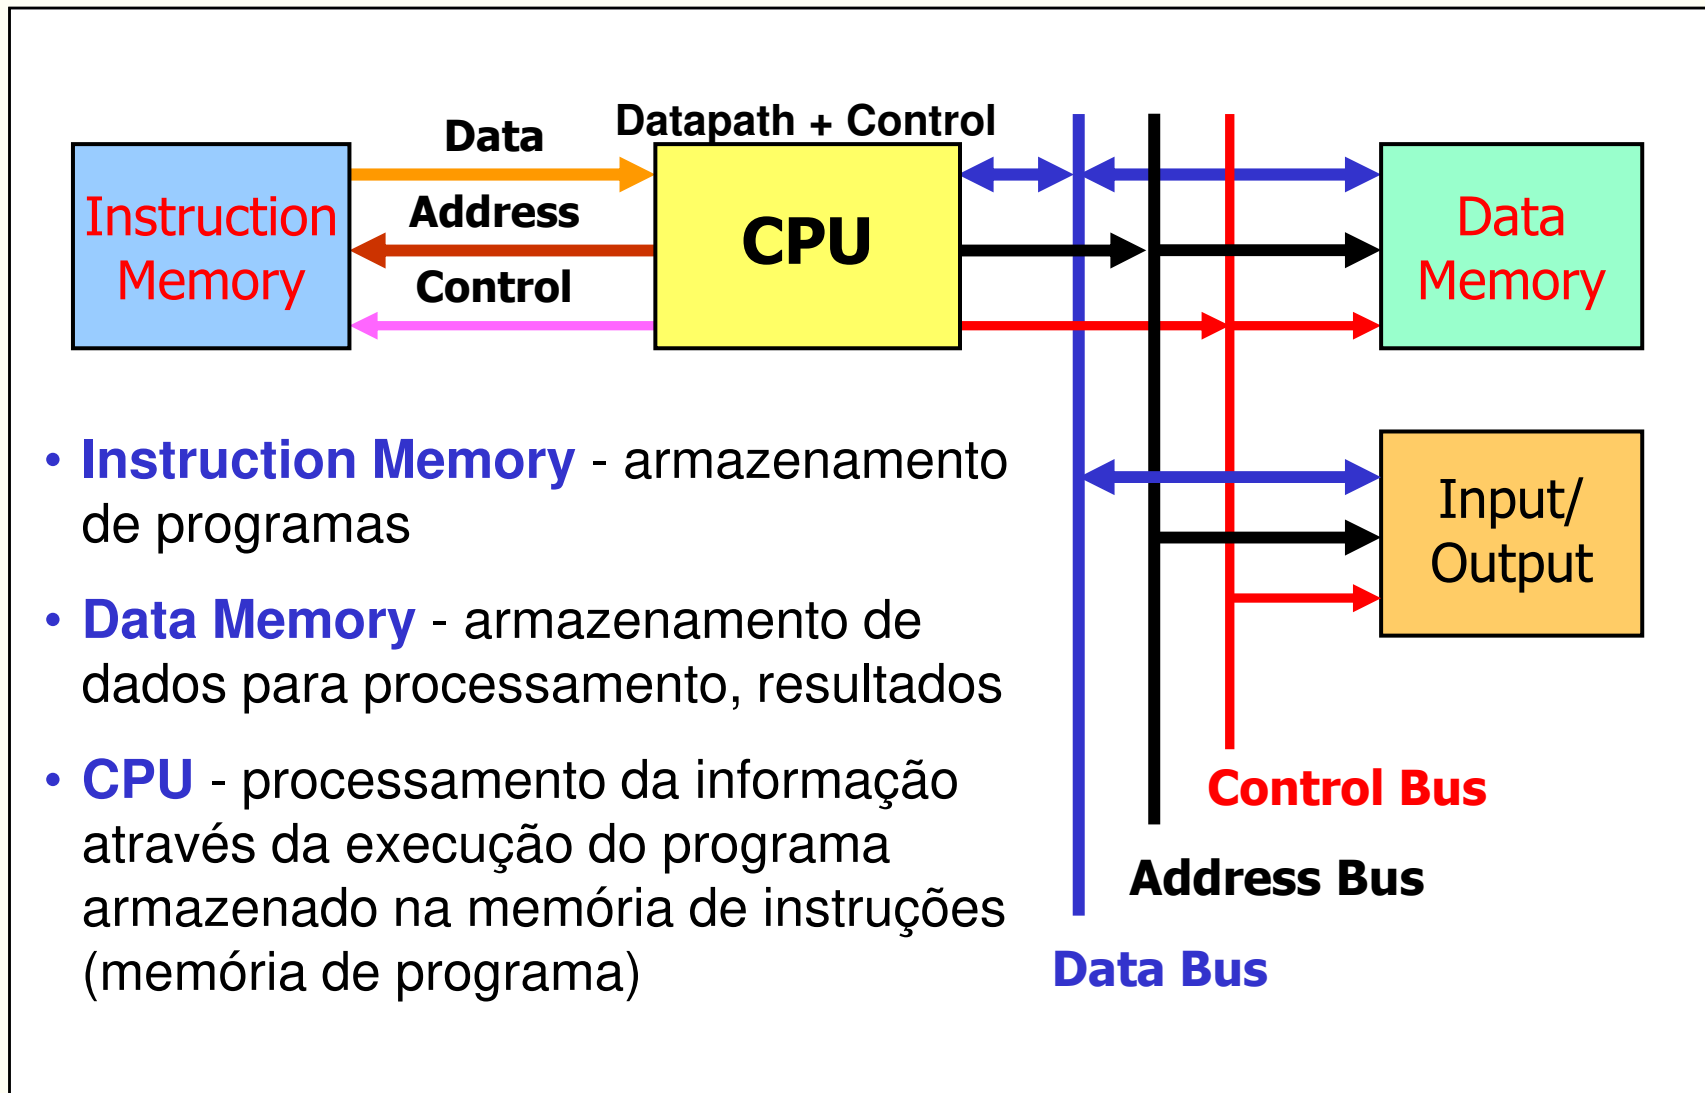 Datapath + Control
Data
Address
Control
Instruction
Memory
CPU
Data
Memory
Input/
Output
• Instruction Memory - armazenamento
de programas
• Data Memory - armazenamento de
dados para processamento, resultados
• CPU - processamento da informação
através da execução do programa
armazenado na memória de instruções
(memória de programa)
Control Bus
Address Bus
Data Bus